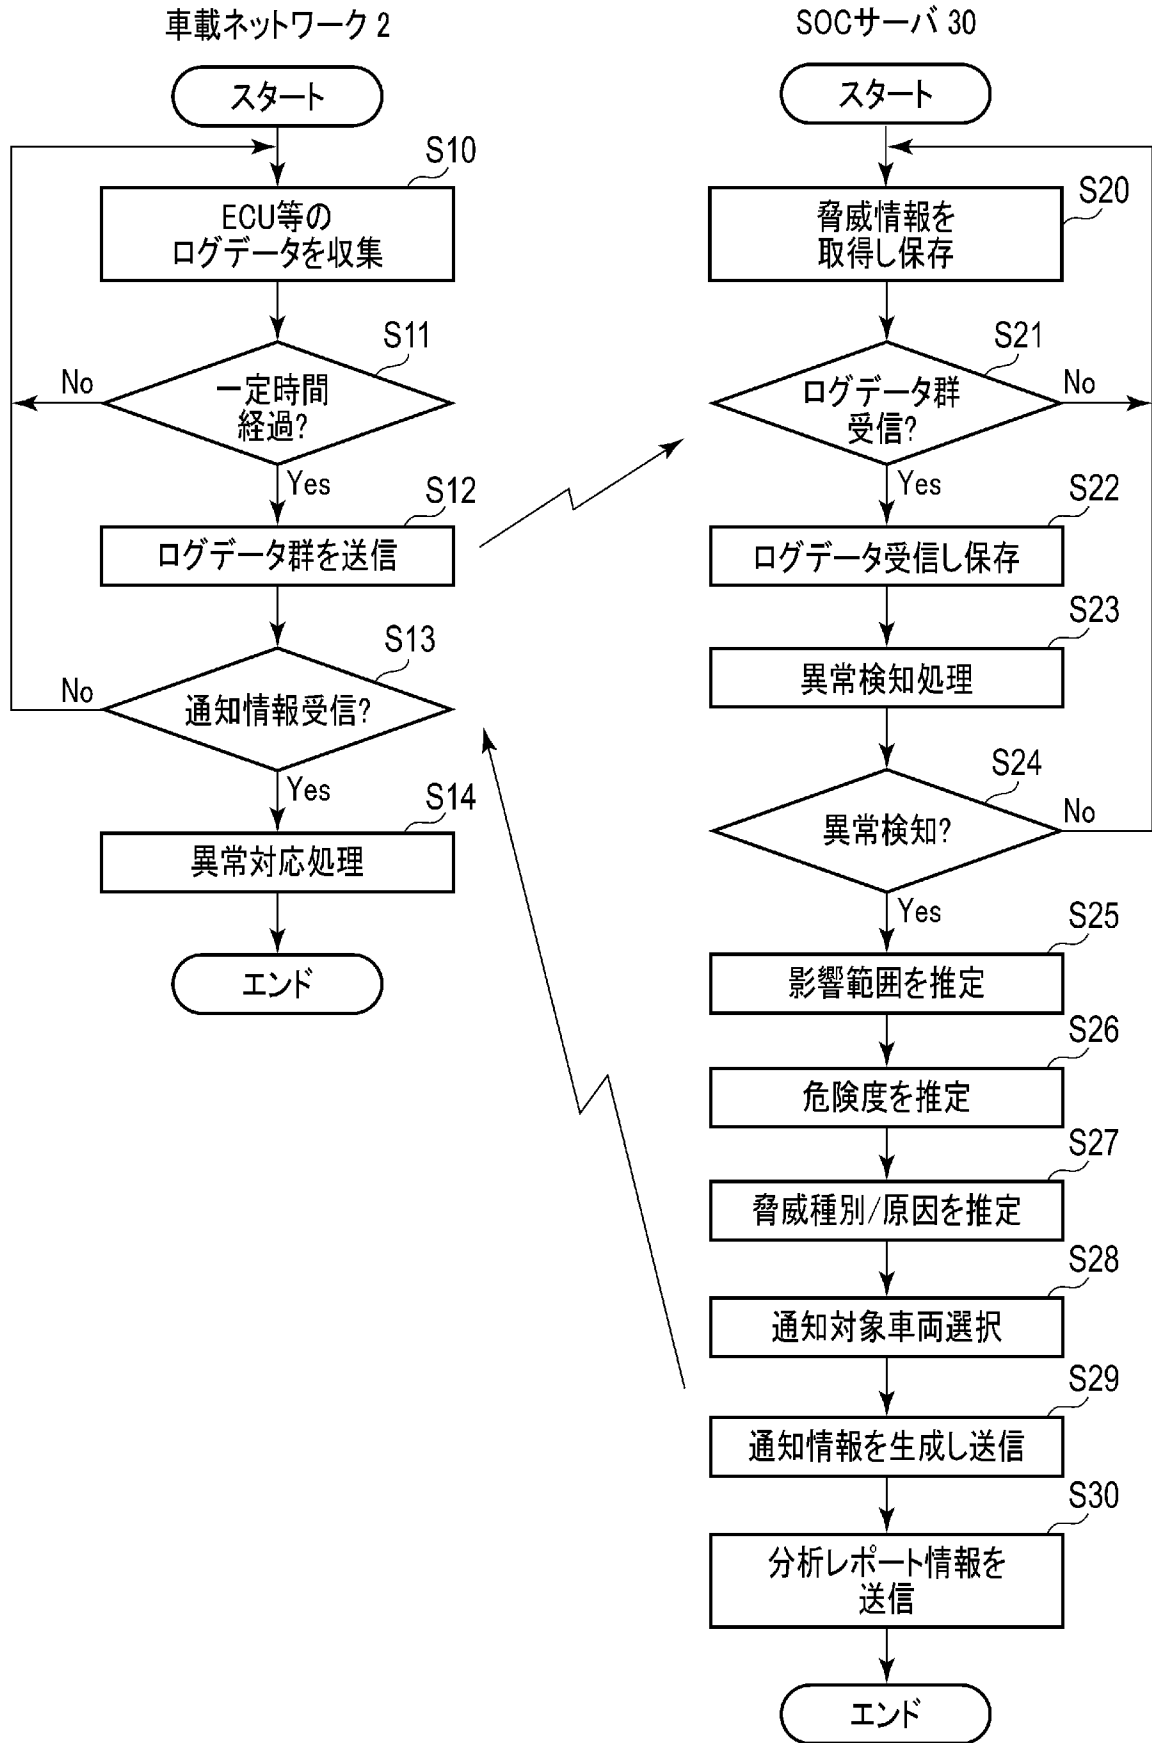 車載ネットワーク 2
スタート
S10
ECU等の
ログデータを収集
S11
一定時間
経過?
No
Yes
S12
ログデータ群を送信
S13
通知情報受信?
No
Yes
S14
異常対応処理
エンド
SOCサーバ 30
スタート
S20
脅威情報を
取得し保存
S21
ログデータ群
受信?
No
Yes
S22
ログデータ受信し保存
S23
異常検知処理
S24
異常検知?
No
Yes
S25
影響範囲を推定
S26
危険度を推定
S27
脅威種別/原因を推定
S28
通知対象車両選択
S29
通知情報を生成し送信
S30
分析レポート情報を
送信
エンド